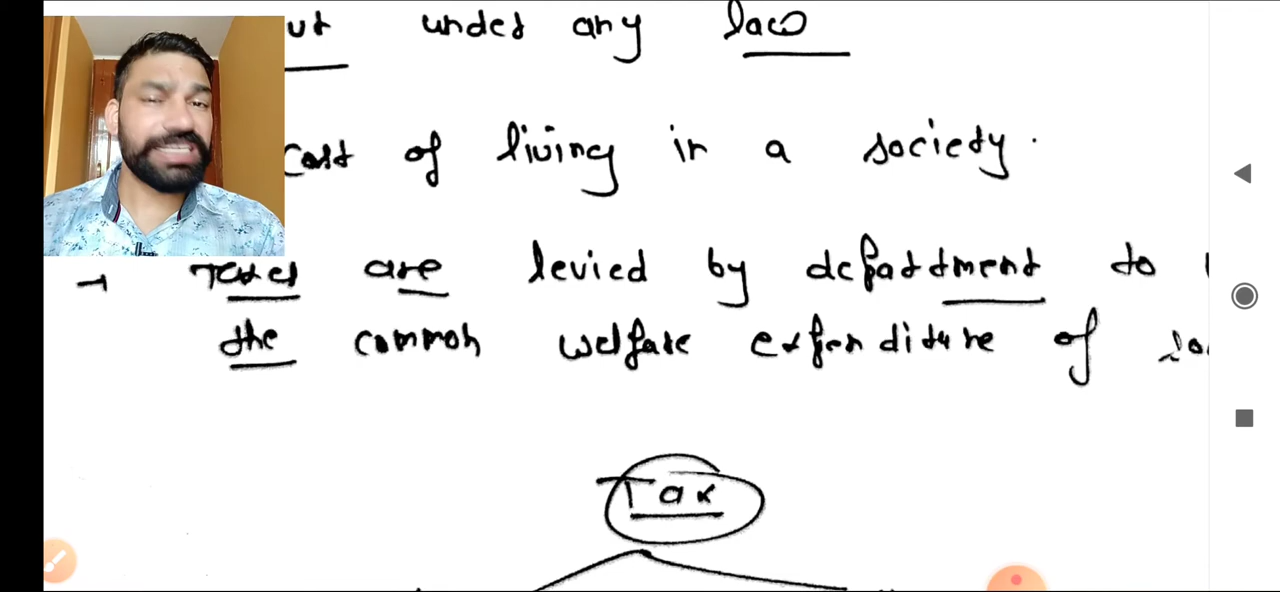 ut under any law
cost of living in a society.
→ Taxes are levied by department to
the common welfare expenditure of
Tax